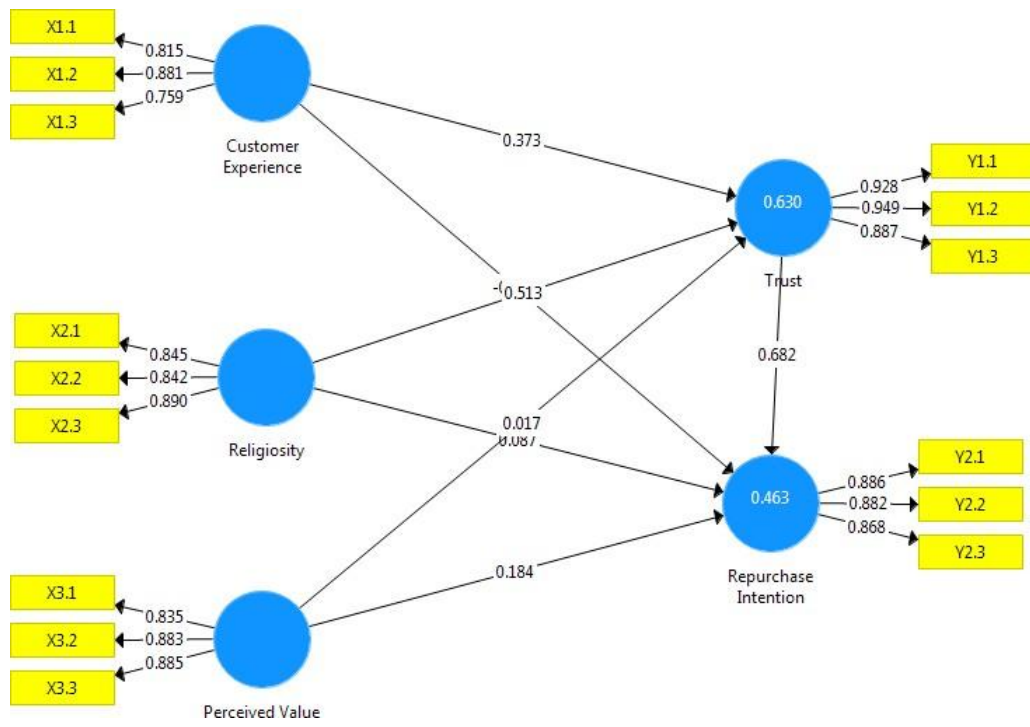 X1.1
0.815
X1.2
0.881
X1.3
0.759
Customer
Experience
0.373
0.630
Trust
0.928
Y1.1
0.949
Y1.2
0.887
Y1.3
0.513
X2.1
0.845
X2.2
0.842
X2.3
0.890
Religiosity
0.682
0.017
0.087
0.463
Repurchase
Intention
0.886
Y2.1
0.882
Y2.2
0.868
Y2.3
0.184
X3.1
0.835
X3.2
0.883
X3.3
0.885
Perceived Value